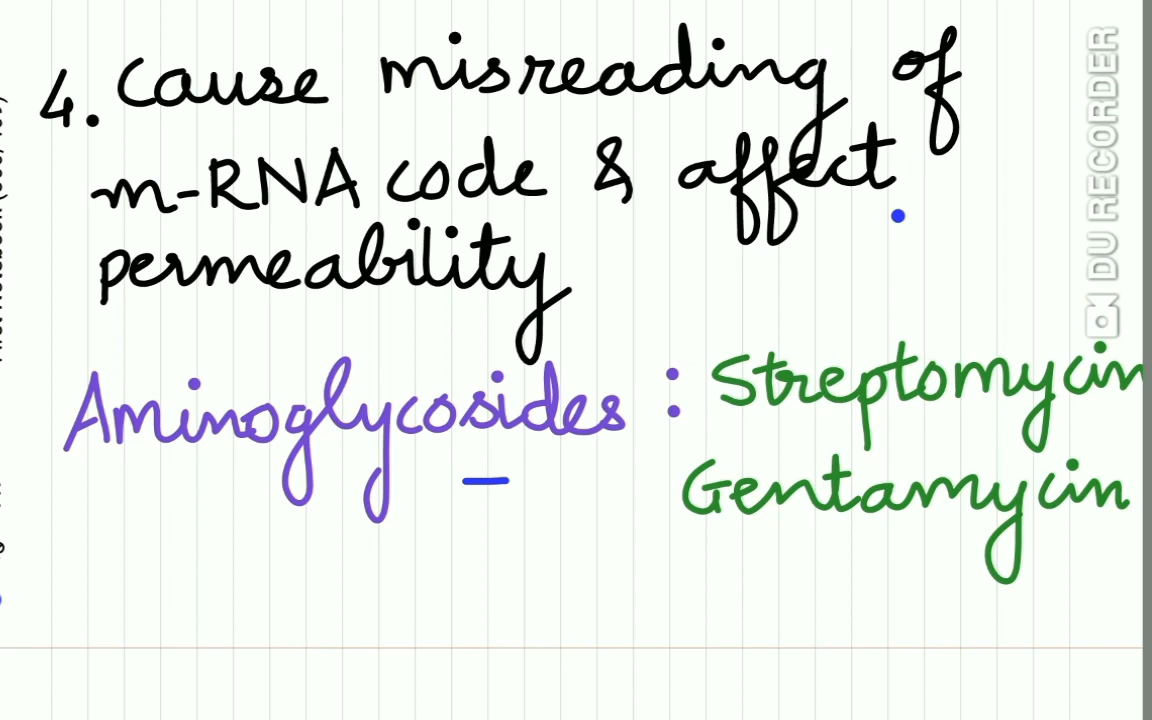 4. Cause misreading of
m-RNA code & affect
permeability
Aminoglycosides : Streptomycin
Gentamycin
DU RECORDER